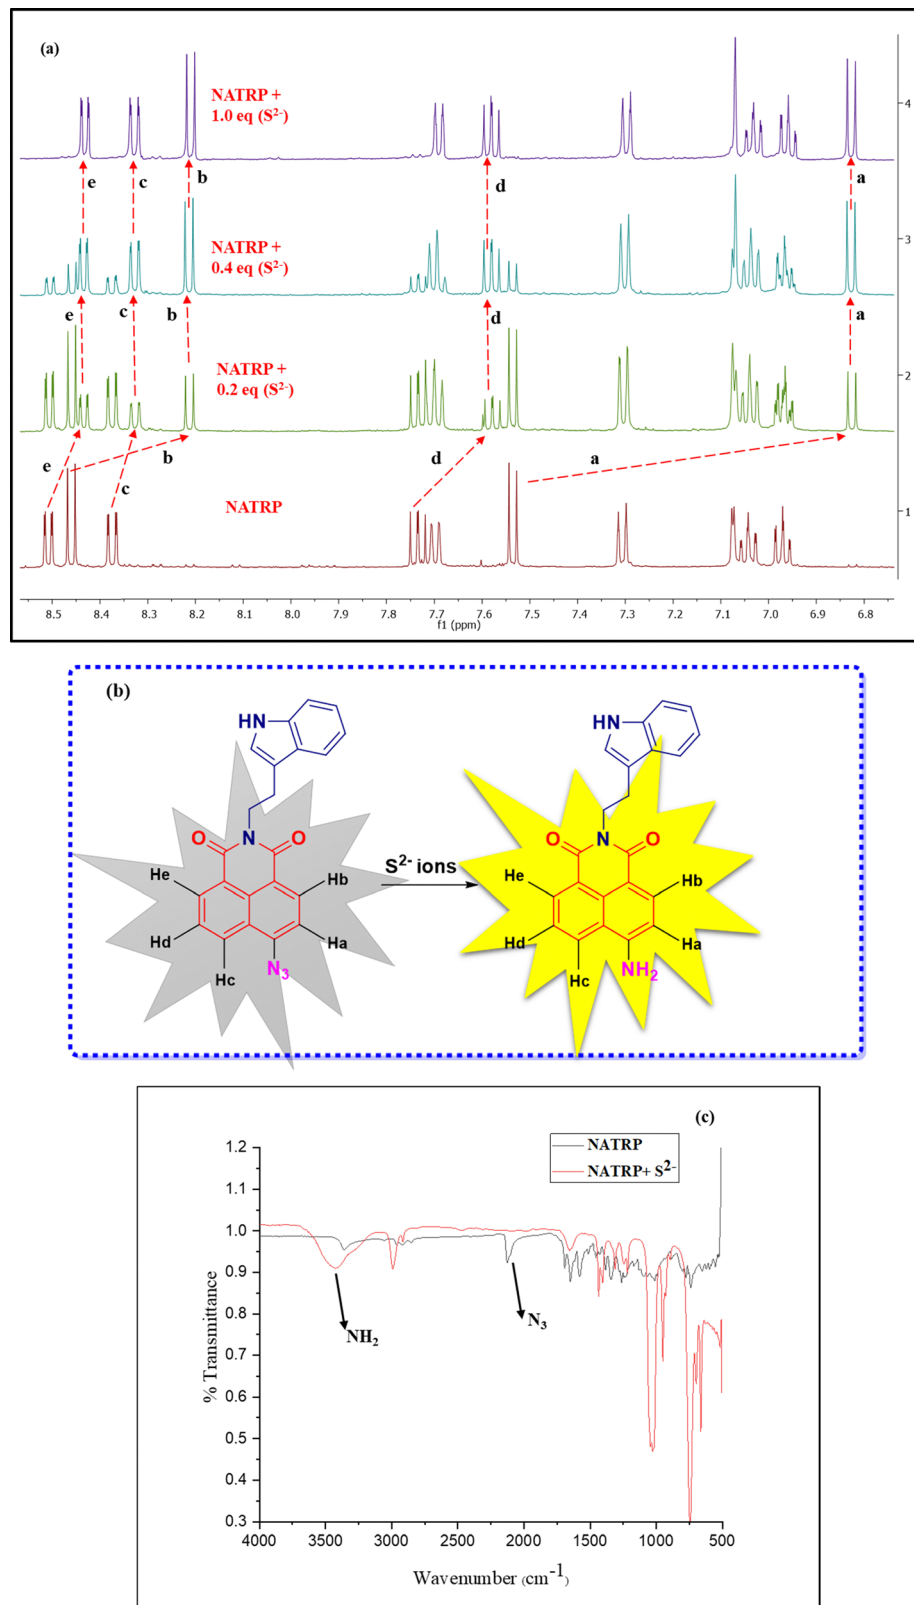 (a)
NATRP +
1.0 eq (S²⁻)
4
e
c
b
d
a
NATRP +
0.4 eq (S²⁻)
3
e
c
b
d
a
NATRP +
0.2 eq (S²⁻)
2
e
b
c
d
a
NATRP
1
8.5 8.4 8.3 8.2 8.1 8.0 7.9 7.8 7.7 7.6 7.5 7.4 7.3 7.2 7.1 7.0 6.9 6.8
f1 (ppm)
(b)
HN
HN
O N O
O N O
S²⁻ ions
He Hb
He Hb
Hd Ha
Hd Ha
Hc N₃
Hc NH₂
(c)
NATRP
NATRP+ S²⁻
1.2
1.1
1.0
0.9
0.8
0.7
0.6
0.5
0.4
0.3
% Transmittance
NH₂
N₃
4000 3500 3000 2500 2000 1500 1000 500
Wavenumber (cm⁻¹)